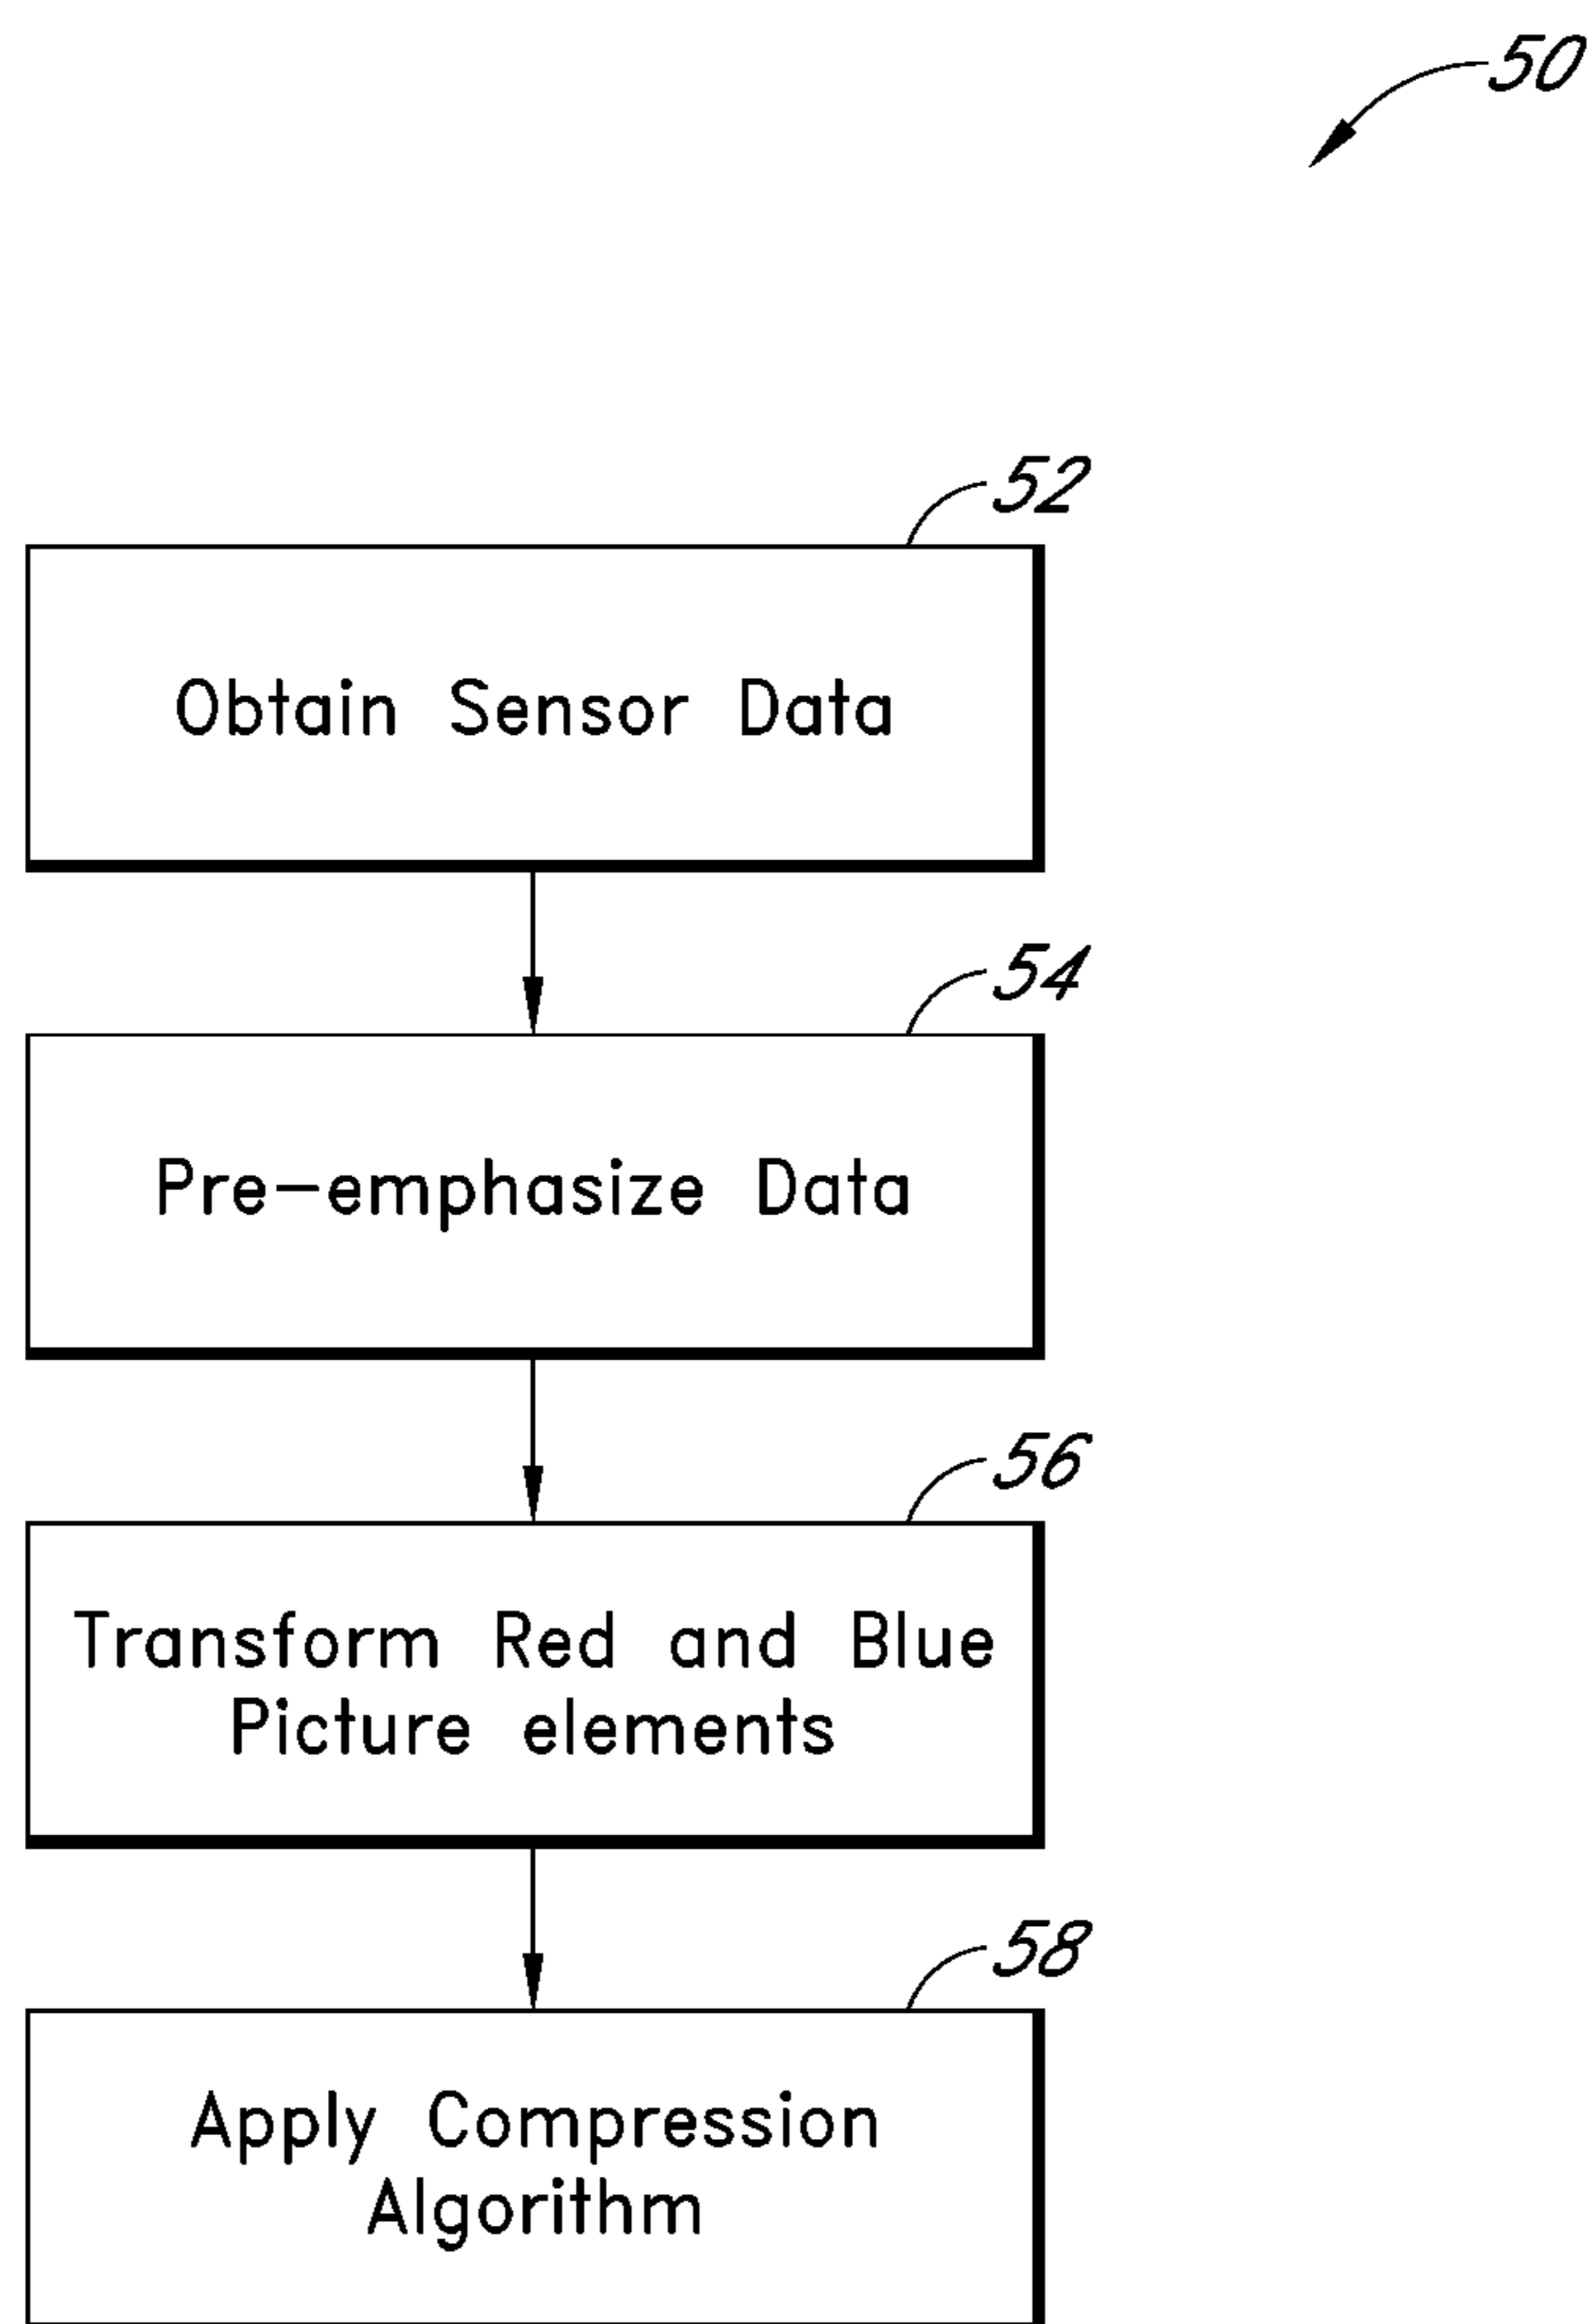 50
52
Obtain Sensor Data
54
Pre-emphasize Data
56
Transform Red and Blue
Picture elements
58
Apply Compression
Algorithm